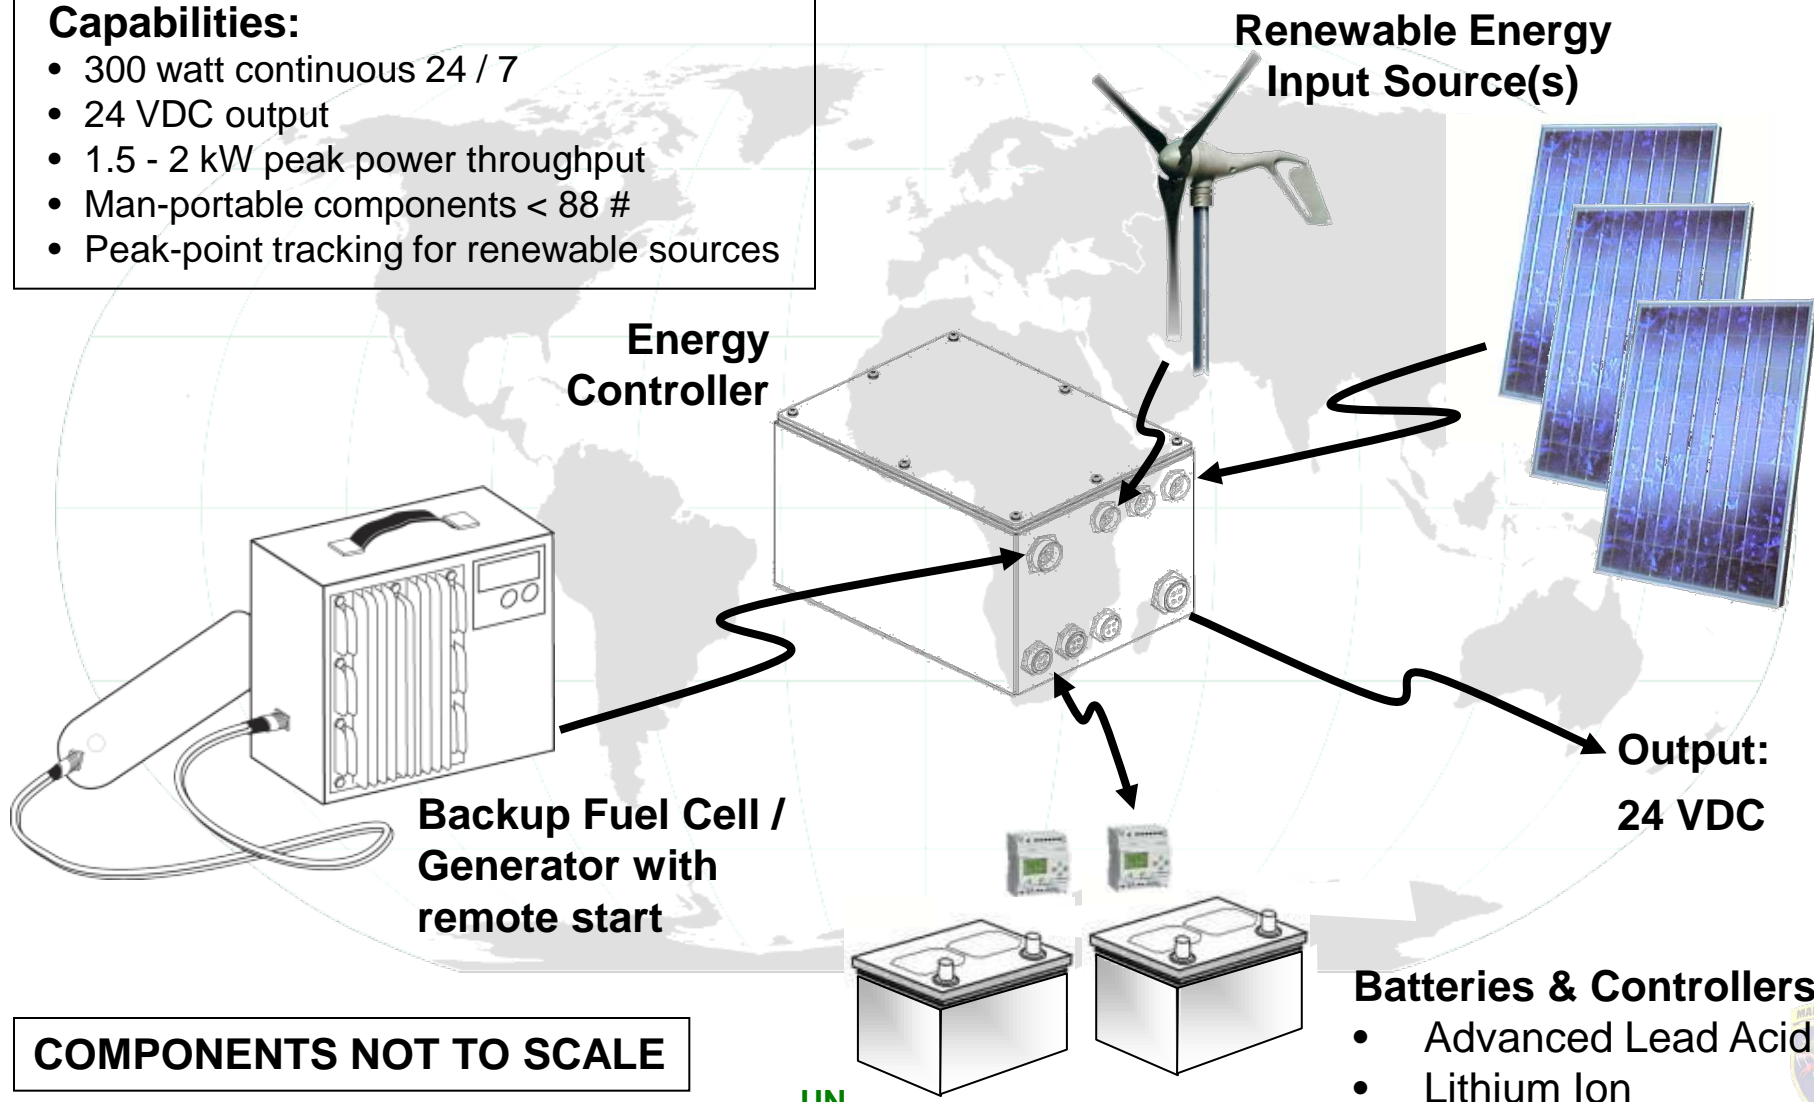 Capabilities:
• 300 watt continuous 24 / 7
• 24 VDC output
• 1.5 - 2 kW peak power throughput
• Man-portable components < 88 #
• Peak-point tracking for renewable sources
Renewable Energy
Input Source(s)
Energy
Controller
Backup Fuel Cell /
Generator with
remote start
Output:
24 VDC
Batteries & Controllers
• Advanced Lead Acid
• Lithium Ion
COMPONENTS NOT TO SCALE
UN